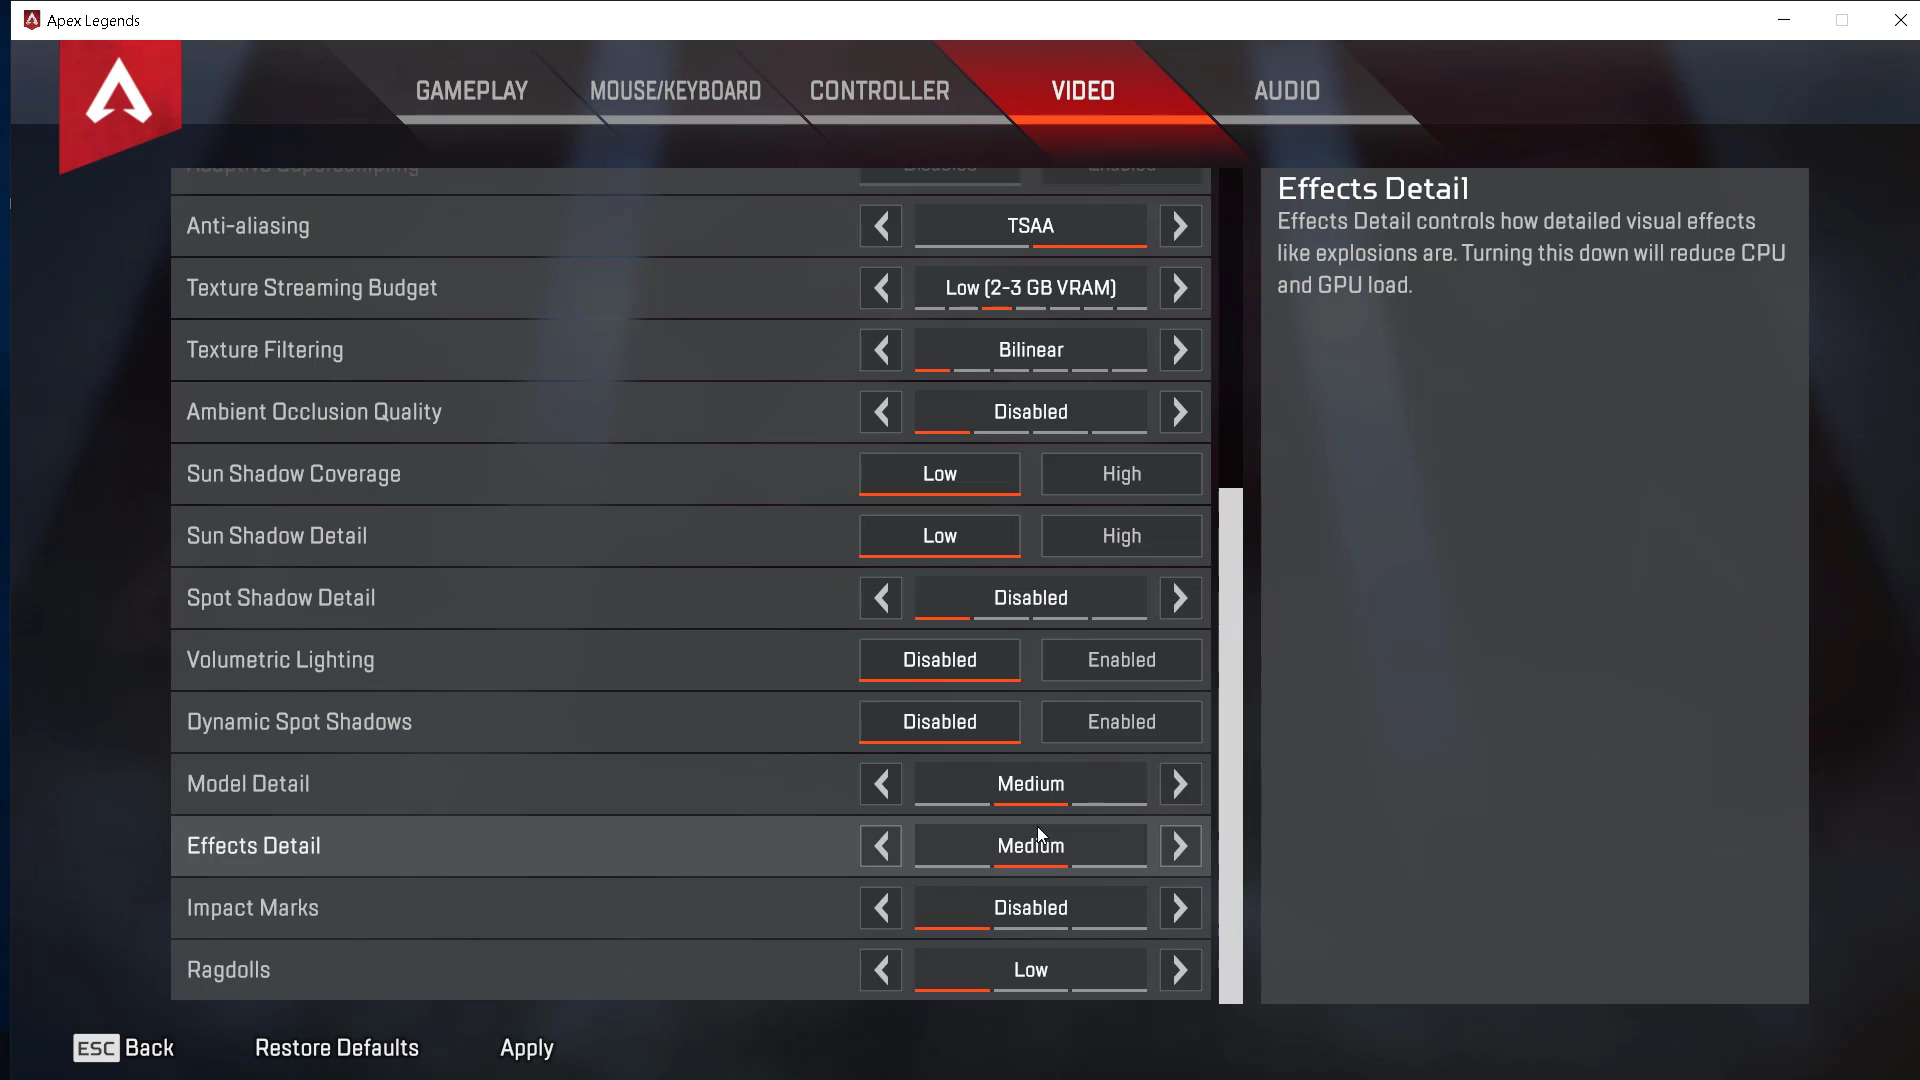 Apex Legends
GAMEPLAY
MOUSE/KEYBOARD
CONTROLLER
VIDEO
AUDIO
Adaptive Supersampling Disabled Enabled
Anti-aliasing TSAA
Texture Streaming Budget Low (2-3 GB VRAM)
Texture Filtering Bilinear
Ambient Occlusion Quality Disabled
Sun Shadow Coverage Low High
Sun Shadow Detail Low High
Spot Shadow Detail Disabled
Volumetric Lighting Disabled Enabled
Dynamic Spot Shadows Disabled Enabled
Model Detail Medium
Effects Detail Medium
Impact Marks Disabled
Ragdolls Low
Effects Detail
Effects Detail controls how detailed visual effects
like explosions are. Turning this down will reduce CPU
and GPU load.
ESC Back
Restore Defaults
Apply